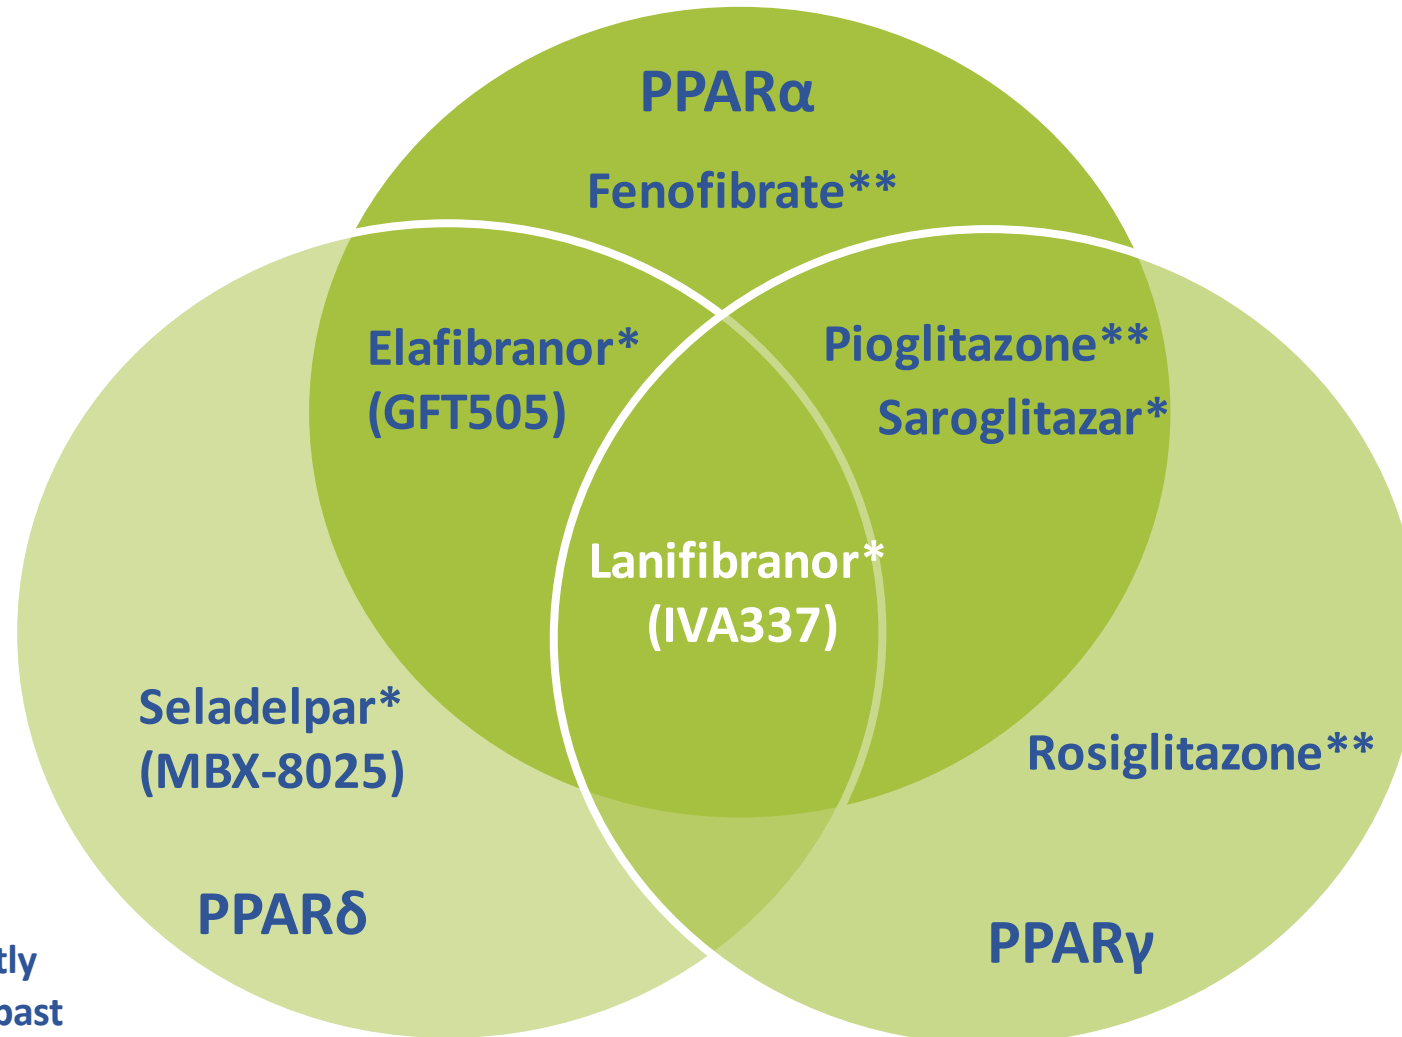 PPARα
Fenofibrate**
Elafibranor*
(GFT505)
Pioglitazone**
Saroglitazar*
Lanifibranor*
(IVA337)
Seladelpar*
(MBX-8025)
Rosiglitazone**
PPARδ
PPARγ
tly
past